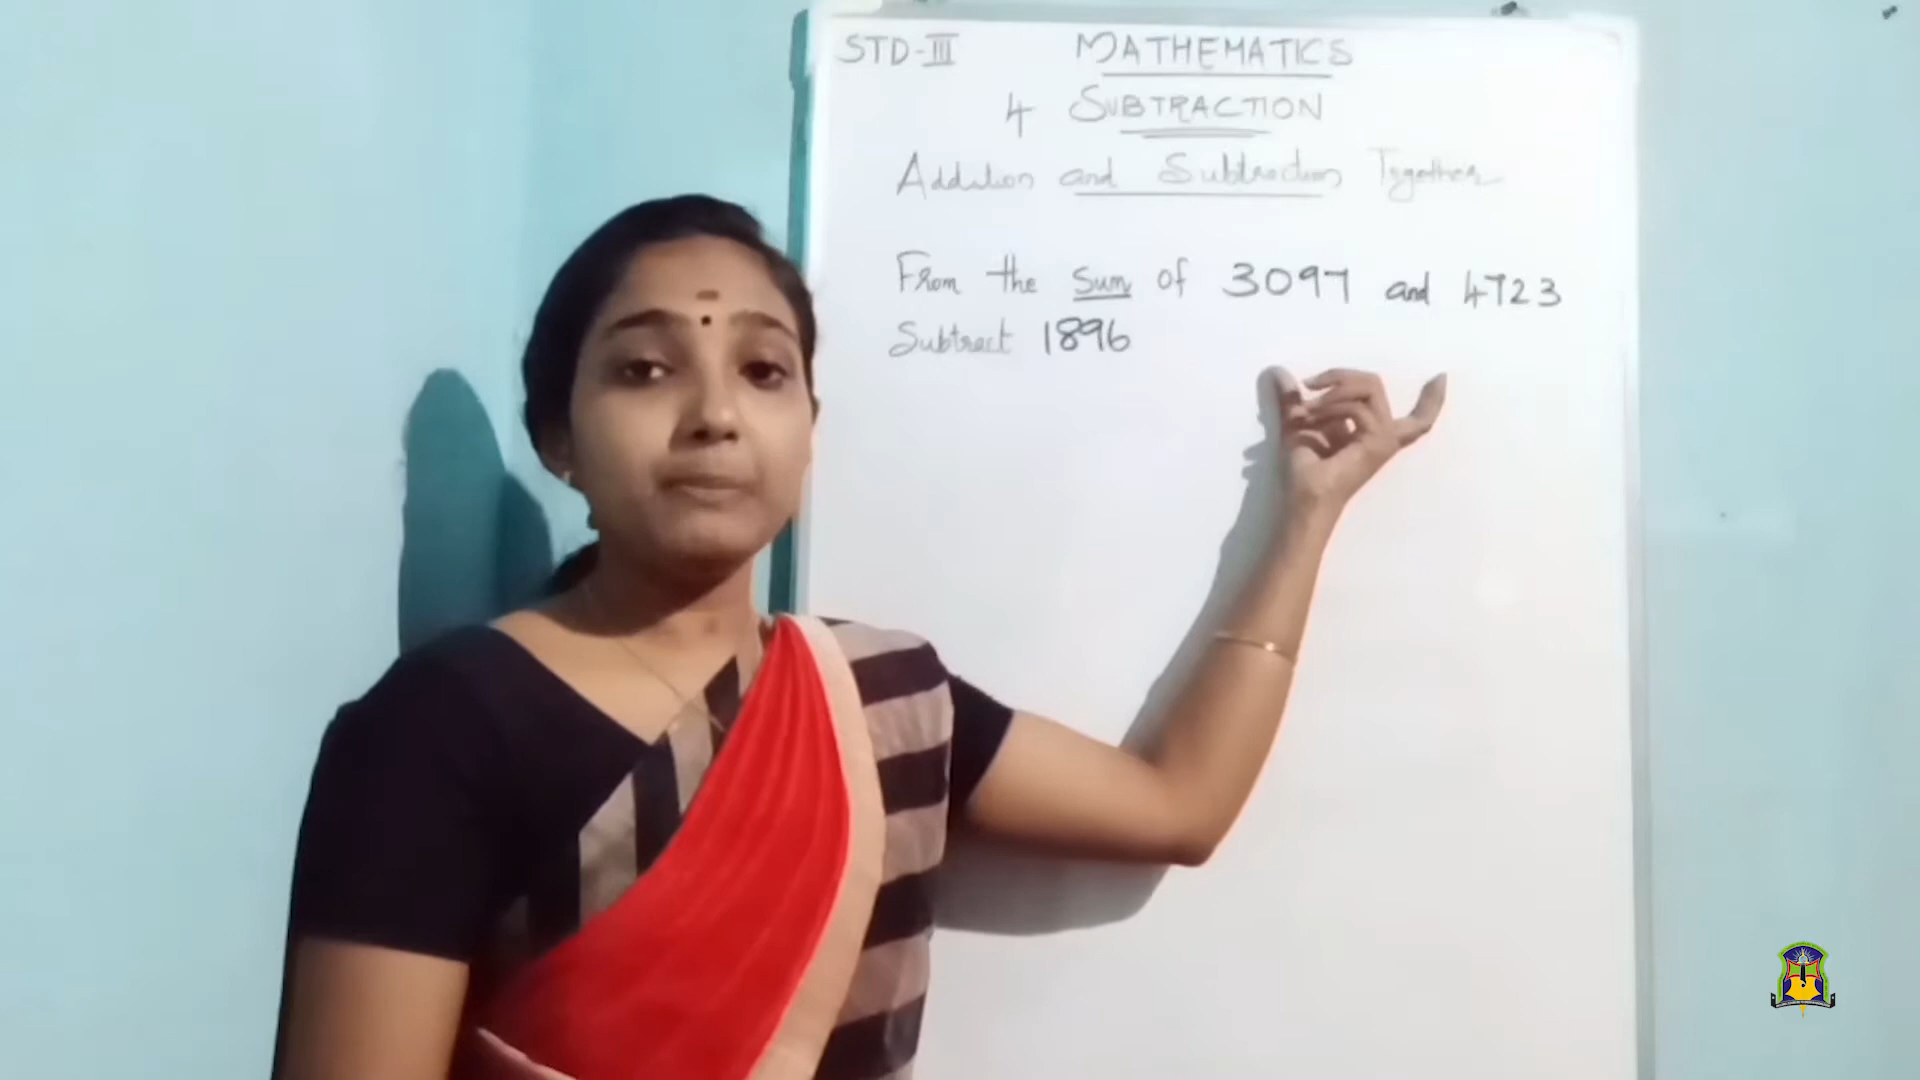 STD-III MATHEMATICS
4 SUBTRACTION
Addition and Subtraction Together
From the sum of 3097 and 4723
Subtract 1896